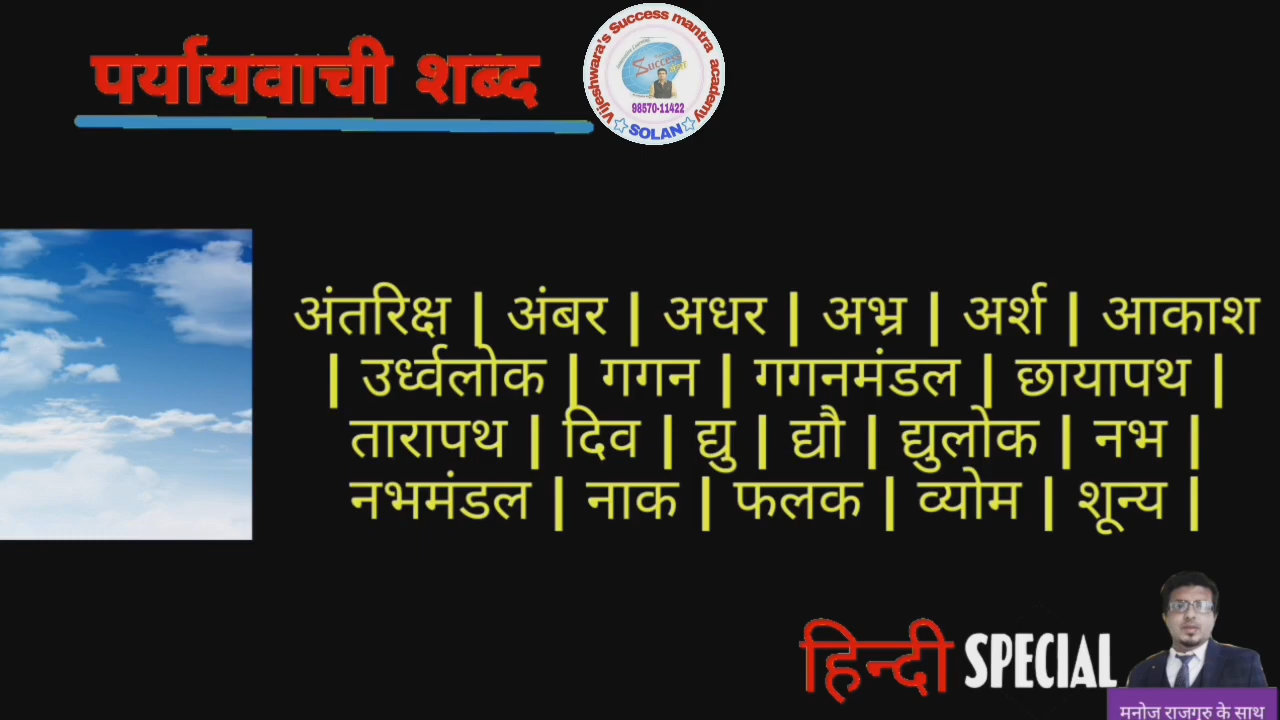 पर्यायवाची शब्द
Vijeshwara's Success mantra academy
Success
98570-11422
☆SOLAN☆
अंतरिक्ष | अंबर | अधर | अभ्र | अर्श | आकाश
| उर्ध्वलोक | गगन | गगनमंडल | छायापथ |
तारापथ | दिव | द्यु | द्यौ | द्युलोक | नभ |
नभमंडल | नाक | फलक | व्योम | शून्य |
हिन्दी SPECIAL
मनोज राजगुरु के साथ